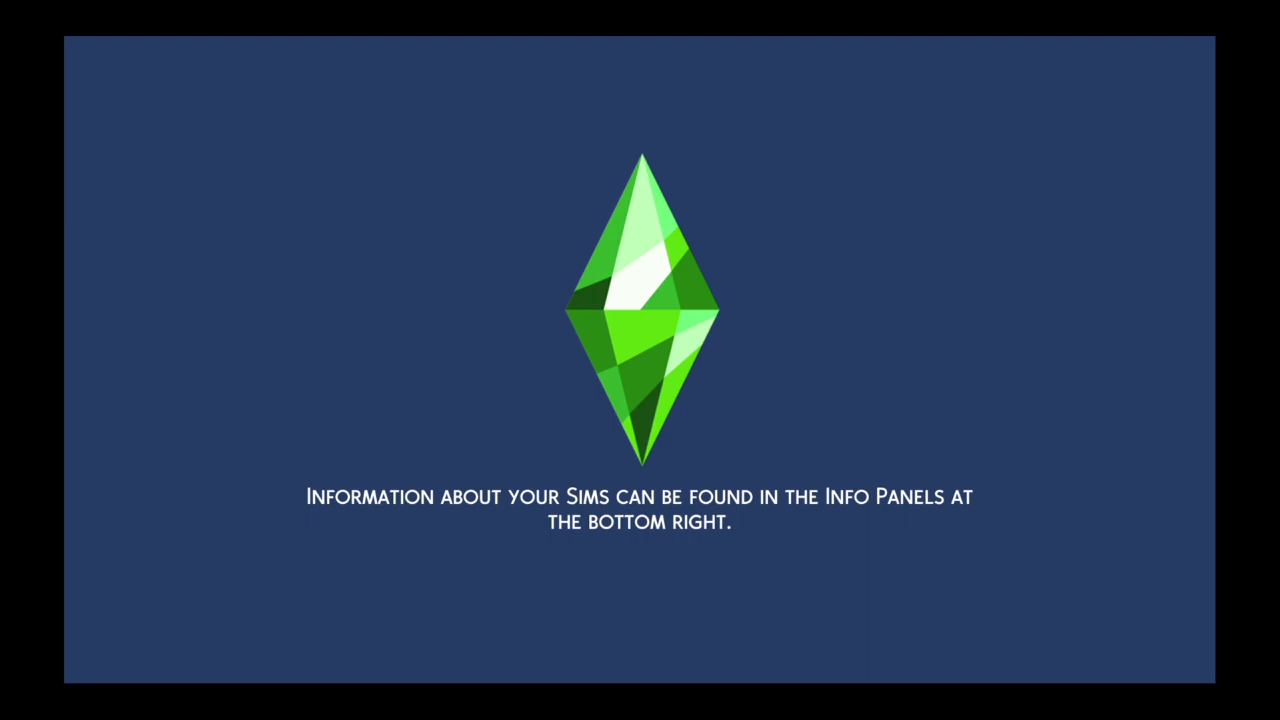 Information about your Sims can be found in the Info Panels at
the bottom right.